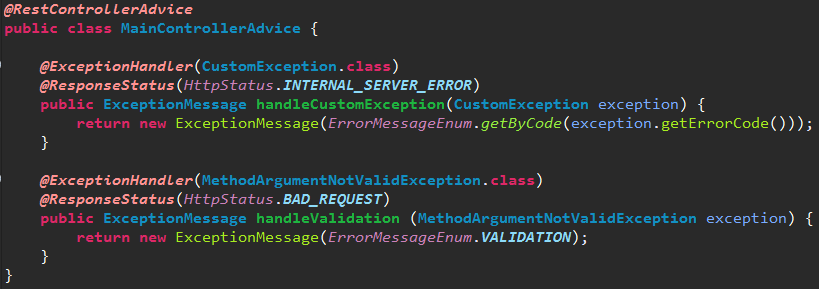 @RestControllerAdvice
public class MainControllerAdvice {
@ExceptionHandler(CustomException.class)
@ResponseStatus(HttpStatus.INTERNAL_SERVER_ERROR)
public ExceptionMessage handleCustomException(CustomException exception) {
return new ExceptionMessage(ErrorMessageEnum.getByCode(exception.getErrorCode()));
}
@ExceptionHandler(MethodArgumentNotValidException.class)
@ResponseStatus(HttpStatus.BAD_REQUEST)
public ExceptionMessage handleValidation (MethodArgumentNotValidException exception) {
return new ExceptionMessage(ErrorMessageEnum.VALIDATION);
}
}